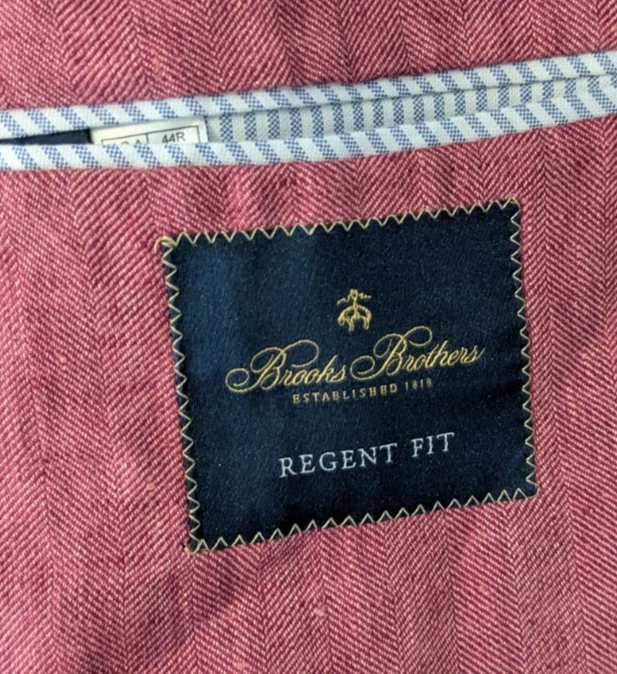 44R
Brooks Brothers
ESTABLISHED 1818
REGENT FIT